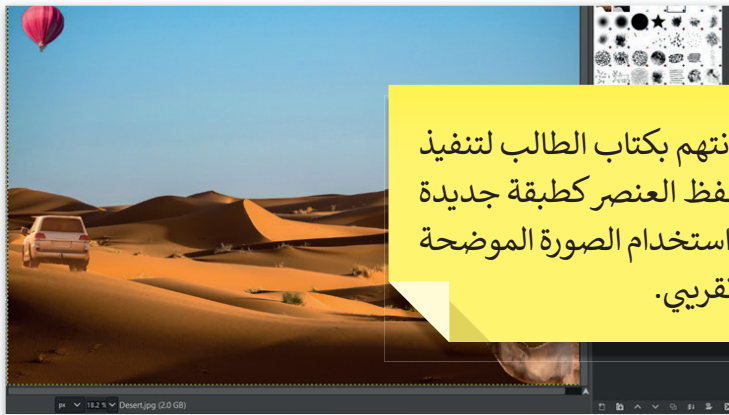 نتهم بكتاب الطالب لتنفيذ
فظ العنصر كطبقة جديدة
استخدام الصورة الموضحة
قريبي.
px 18.2 % Desert.jpg (2.0 GB)